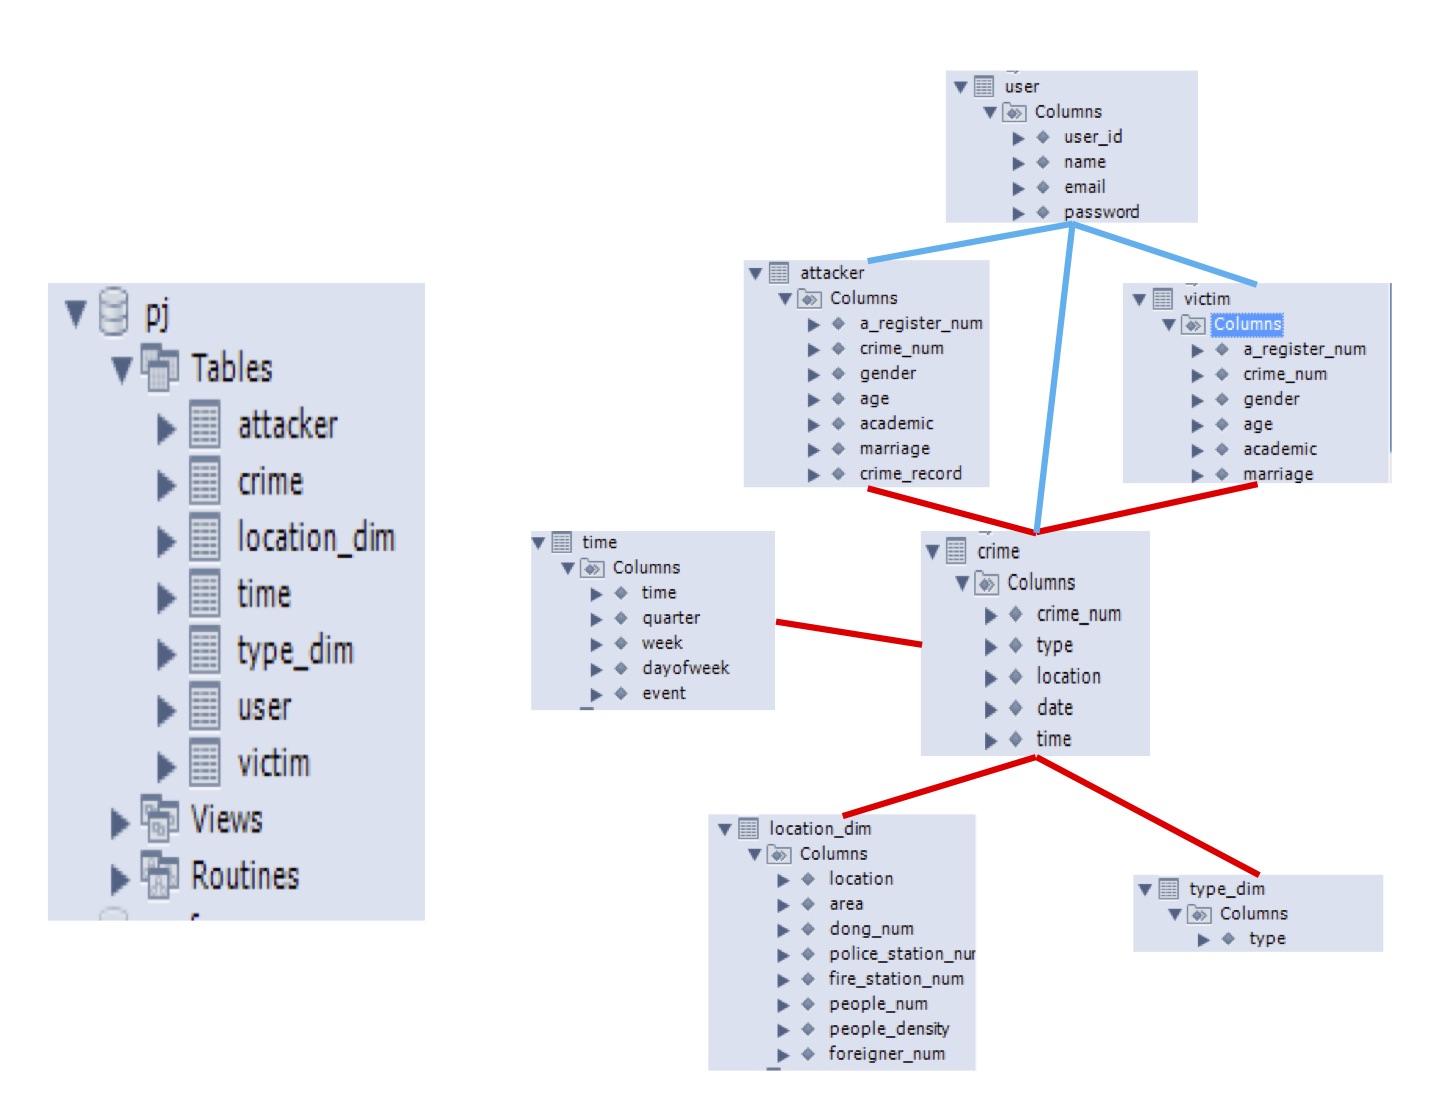 pj
Tables
attacker
crime
location_dim
time
type_dim
user
victim
Views
Routines
user
Columns
user_id
name
email
password
attacker
Columns
a_register_num
crime_num
gender
age
academic
marriage
crime_record
victim
Columns
a_register_num
crime_num
gender
age
academic
marriage
time
Columns
time
quarter
week
dayofweek
event
crime
Columns
crime_num
type
location
date
time
location_dim
Columns
location
area
dong_num
police_station_nur
fire_station_num
people_num
people_density
foreigner_num
type_dim
Columns
type